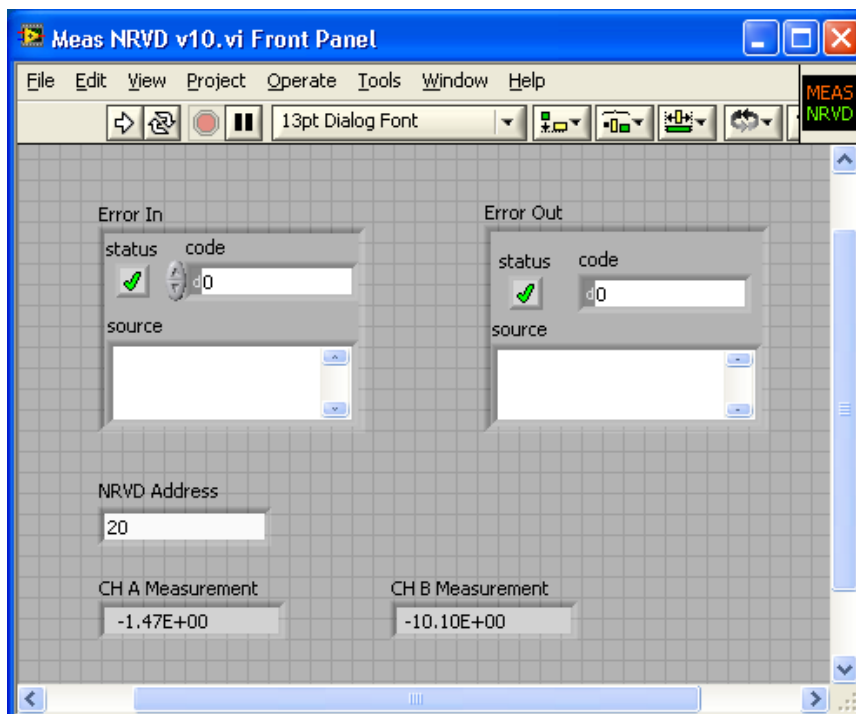 Meas NRVD v10.vi Front Panel
File Edit View Project Operate Tools Window Help
MEAS
NRVD
13pt Dialog Font
Error In
status code
d0
source
Error Out
status code
d0
source
NRVD Address
20
CH A Measurement
-1.47E+00
CH B Measurement
-10.10E+00